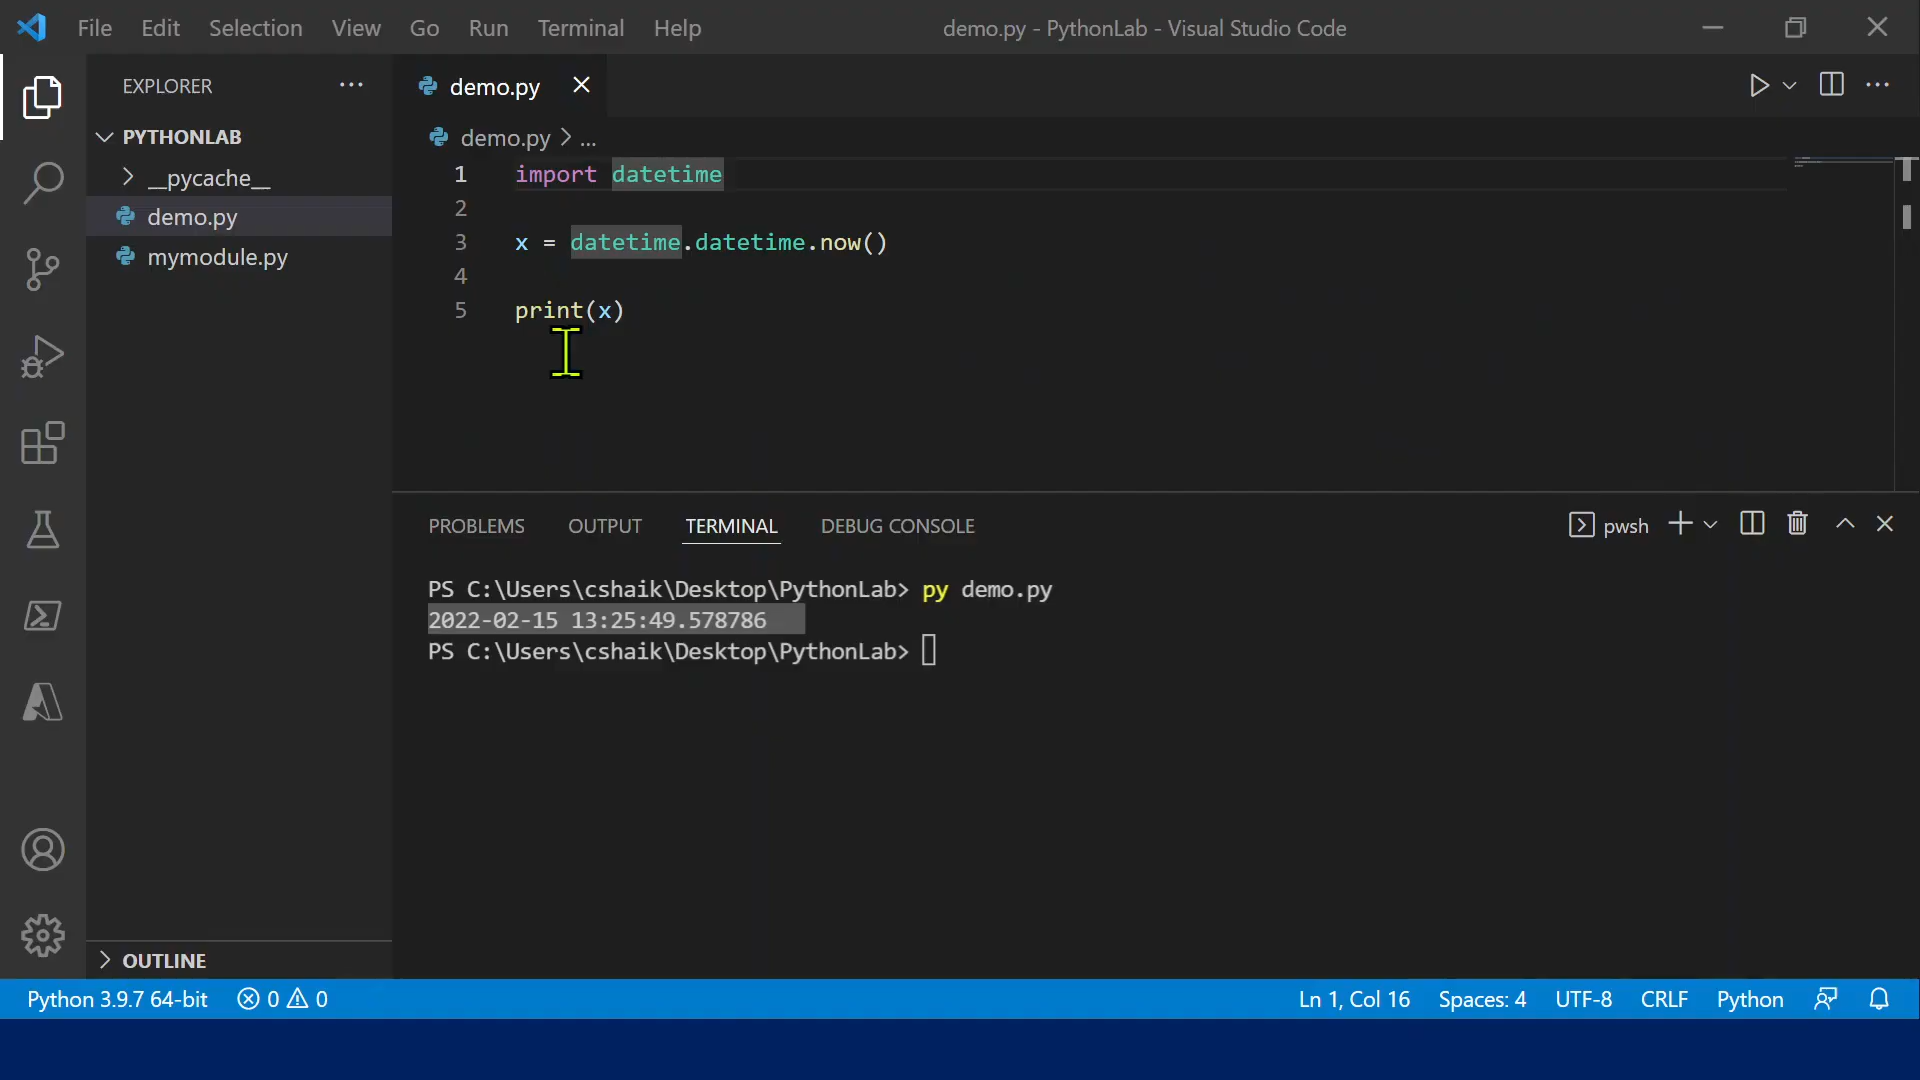 File Edit Selection View Go Run Terminal Help
demo.py - PythonLab - Visual Studio Code
EXPLORER
PYTHONLAB
__pycache__
demo.py
mymodule.py
OUTLINE
demo.py
demo.py > ...
1 import datetime
2
3 x = datetime.datetime.now()
4
5 print(x)
PROBLEMS OUTPUT TERMINAL DEBUG CONSOLE
pwsh
PS C:\Users\cshaik\Desktop\PythonLab> py demo.py
2022-02-15 13:25:49.578786
PS C:\Users\cshaik\Desktop\PythonLab>
Python 3.9.7 64-bit 0 0 Ln 1, Col 16 Spaces: 4 UTF-8 CRLF Python